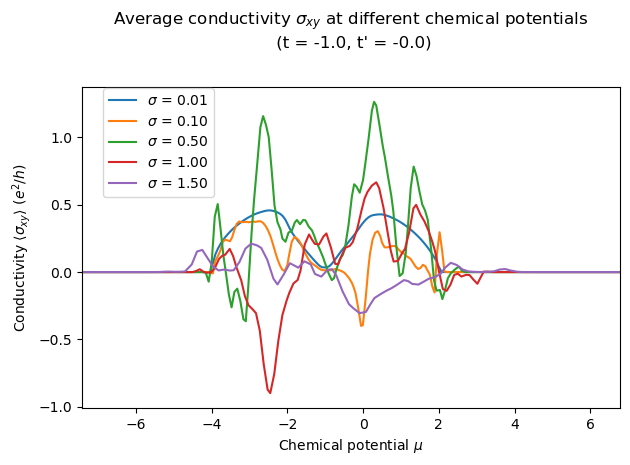 Average conductivity σxy at different chemical potentials
(t = -1.0, t' = -0.0)
σ = 0.01
σ = 0.10
σ = 0.50
σ = 1.00
σ = 1.50
Conductivity ⟨σxy⟩ (e²/h)
1.0
0.5
0.0
−0.5
−1.0
−6 −4 −2 0 2 4 6
Chemical potential μ